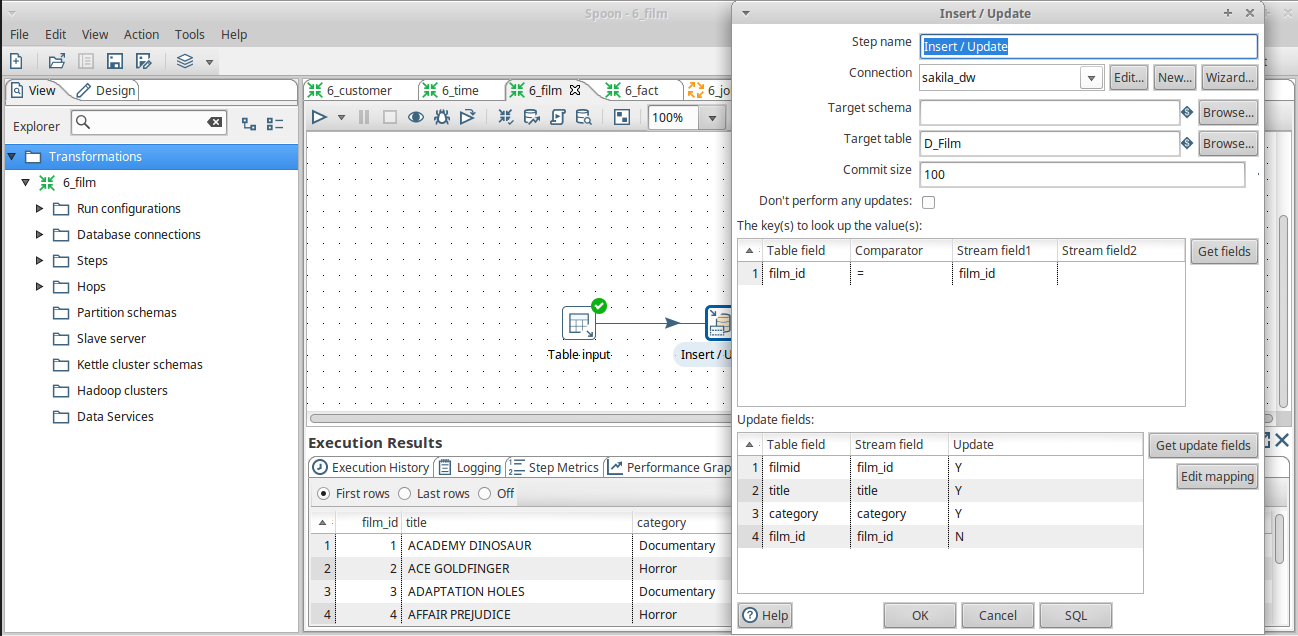 Spoon - 6_film
File Edit View Action Tools Help
View Design
Explorer
Transformations
6_film
Run configurations
Database connections
Steps
Hops
Partition schemas
Slave server
Kettle cluster schemas
Hadoop clusters
Data Services
6_customer 6_time 6_film 6_fact 6_jo
100%
Table input
Insert / U
Execution Results
Execution History Logging Step Metrics Performance Grap
First rows Last rows Off
film_id title category
1 1 ACADEMY DINOSAUR Documentary
2 2 ACE GOLDFINGER Horror
3 3 ADAPTATION HOLES Documentary
4 4 AFFAIR PREJUDICE Horror
Insert / Update
Step name Insert / Update
Connection sakila_dw Edit... New... Wizard...
Target schema Browse...
Target table D_Film Browse...
Commit size 100
Don't perform any updates:
The key(s) to look up the value(s):
Table field Comparator Stream field1 Stream field2 Get fields
1 film_id = film_id
Update fields:
Table field Stream field Update Get update fields
1 filmid film_id Y
Edit mapping
2 title title Y
3 category category Y
4 film_id film_id N
Help OK Cancel SQL